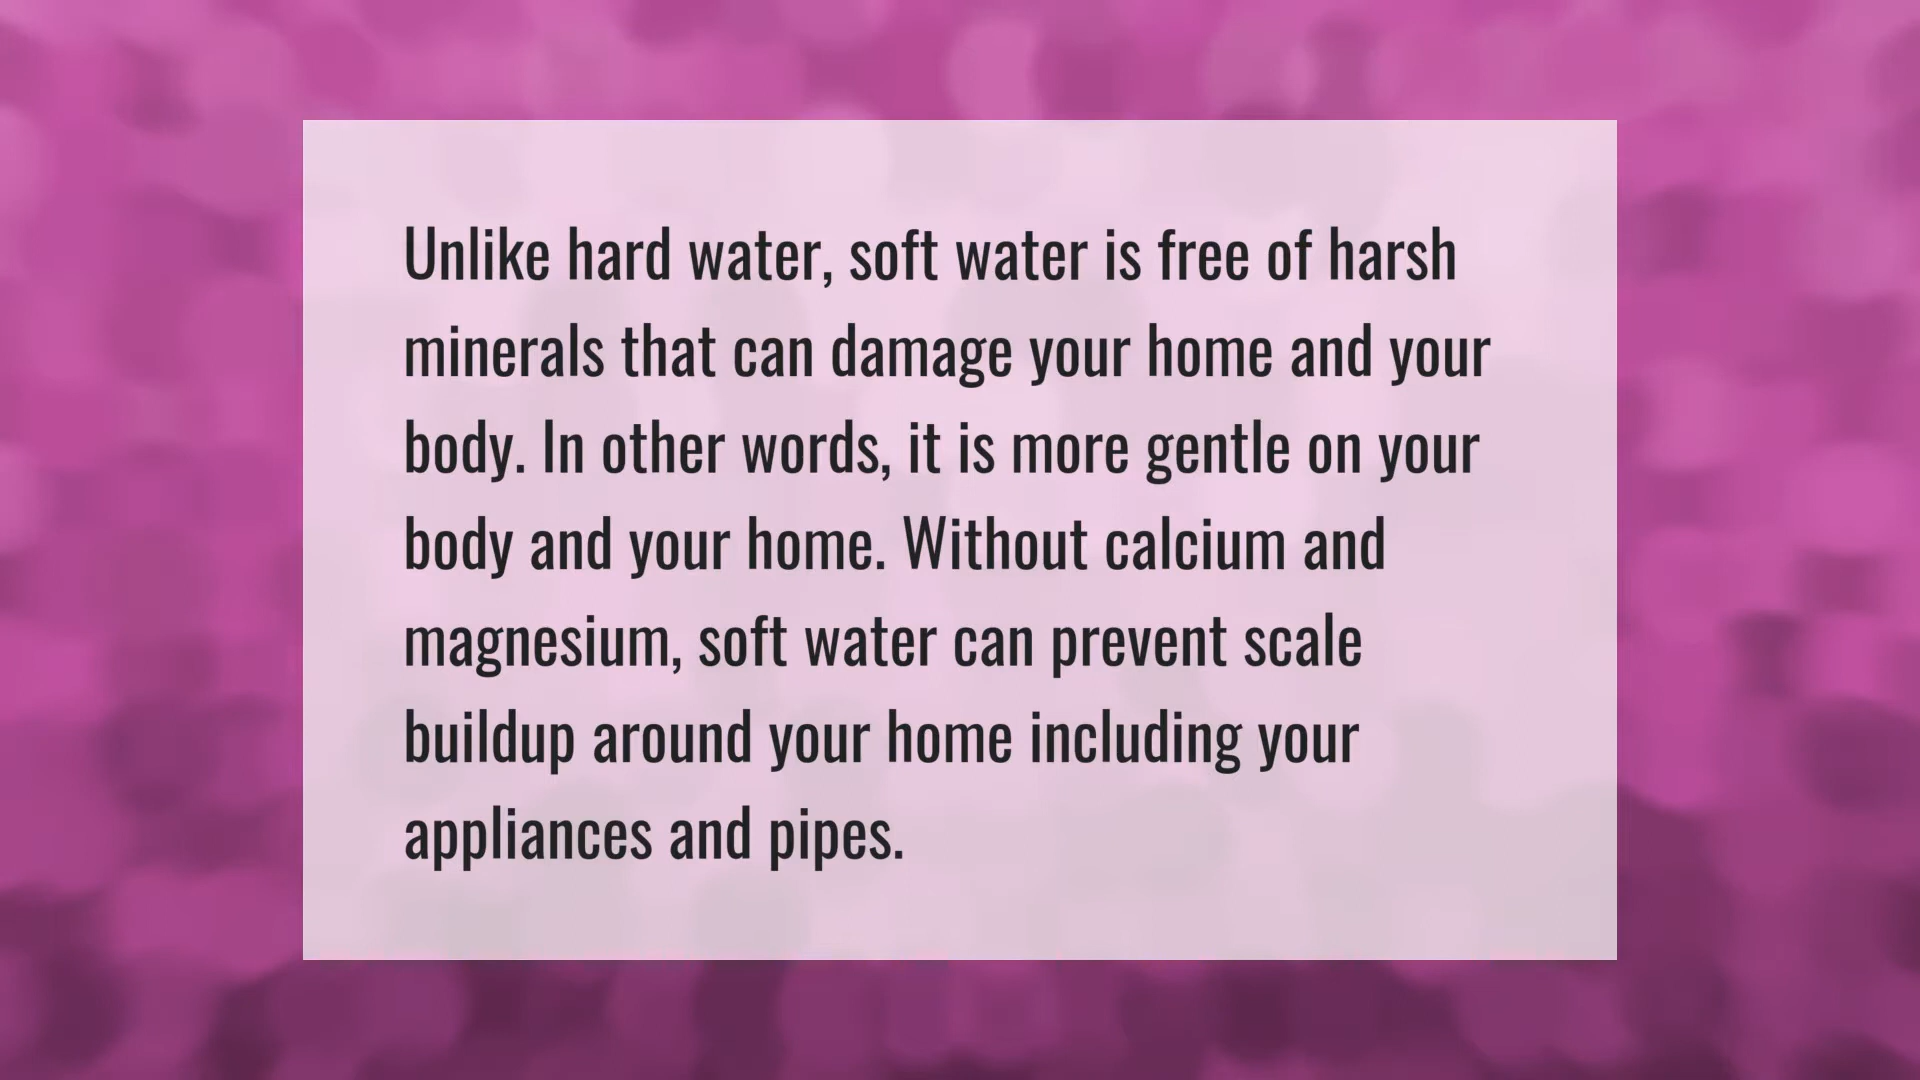 Unlike hard water, soft water is free of harsh
minerals that can damage your home and your
body. In other words, it is more gentle on your
body and your home. Without calcium and
magnesium, soft water can prevent scale
buildup around your home including your
appliances and pipes.